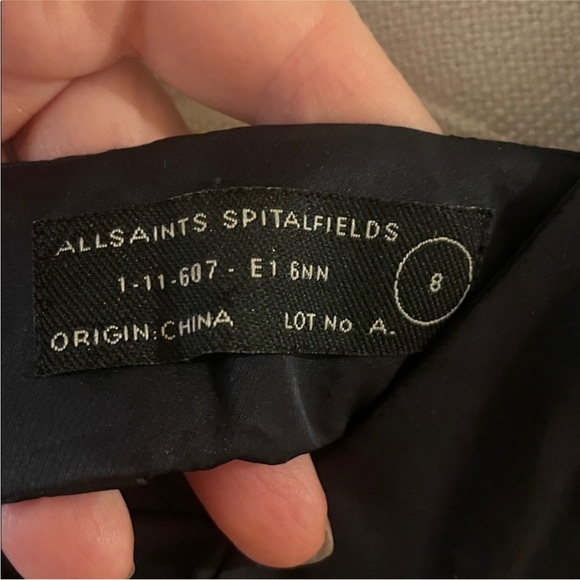 ALLSAINTS SPITALFIELDS
1-11-607 - E1 6NN
8
ORIGIN: CHINA LOT No A.